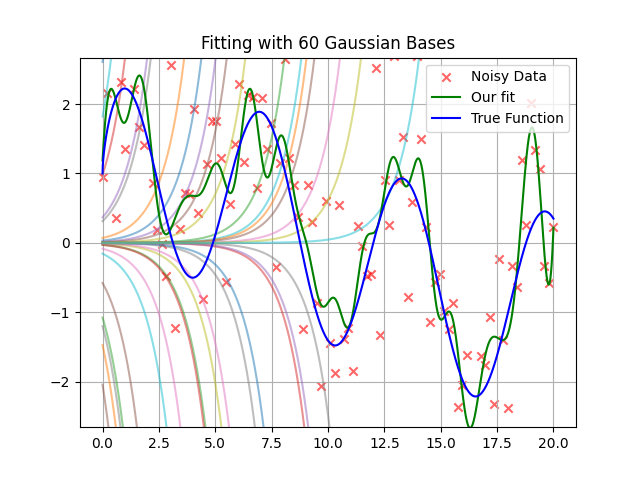 Fitting with 60 Gaussian Bases
Noisy Data
Our fit
True Function
2
1
0
−1
−2
0.0 2.5 5.0 7.5 10.0 12.5 15.0 17.5 20.0